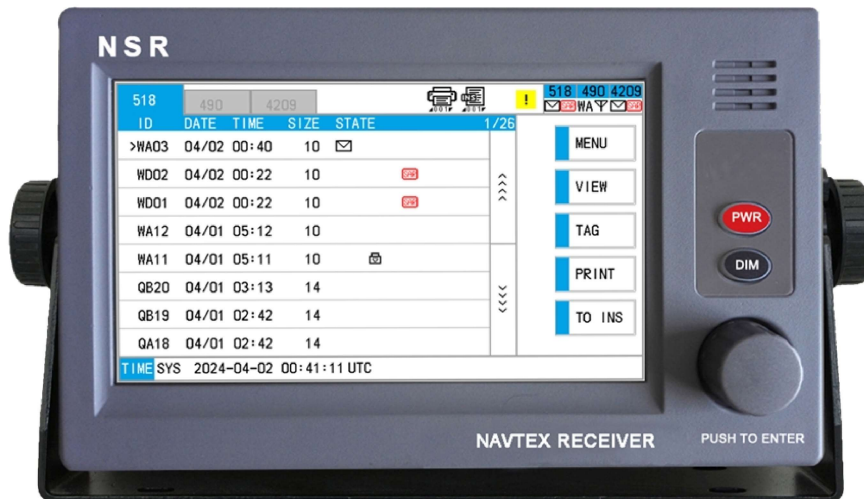 NSR
518 490 4209
518 490 4209
WA
ID DATE TIME SIZE STATE 1/26
>WA03 04/02 00:40 10
WD02 04/02 00:22 10
WD01 04/02 00:22 10
WA12 04/01 05:12 10
WA11 04/01 05:11 10
QB20 04/01 03:13 14
QB19 04/01 02:42 14
QA18 04/01 02:42 14
TIME SYS 2024-04-02 00:41:11 UTC
MENU
VIEW
TAG
PRINT
TO INS
PWR
DIM
NAVTEX RECEIVER
PUSH TO ENTER